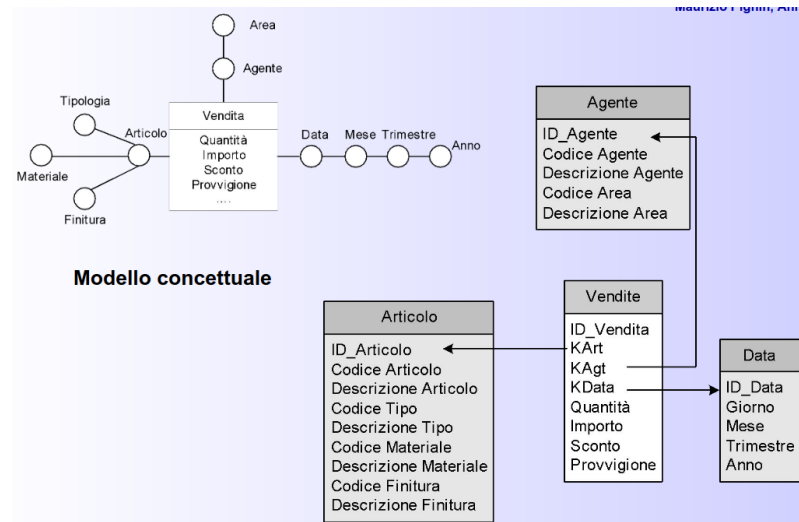 Area
Agente
Tipologia
Articolo
Materiale
Finitura
Vendita
Quantità
Importo
Sconto
Provvigione
....
Data Mese Trimestre Anno
Modello concettuale
Agente
ID_Agente
Codice Agente
Descrizione Agente
Codice Area
Descrizione Area
Articolo
ID_Articolo
Codice Articolo
Descrizione Articolo
Codice Tipo
Descrizione Tipo
Codice Materiale
Descrizione Materiale
Codice Finitura
Descrizione Finitura
Vendite
ID_Vendita
KArt
KAgt
KData
Quantità
Importo
Sconto
Provvigione
Data
ID_Data
Giorno
Mese
Trimestre
Anno